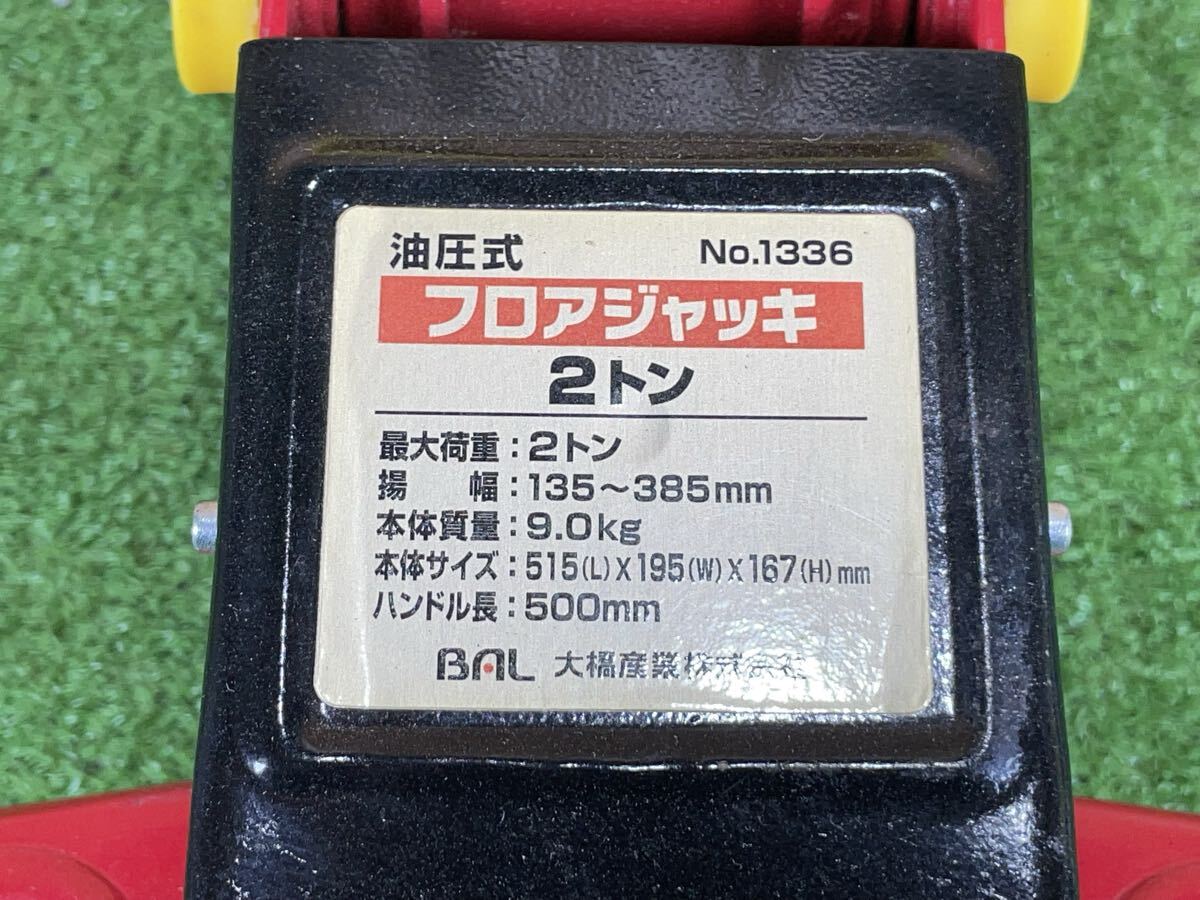 油圧式 No.1336
フロアジャッキ
2トン
最大荷重：2トン
揚　幅：135～385mm
本体質量：9.0kg
本体サイズ：515(L)X195(W)X167(H)mm
ハンドル長：500mm
BAL 大橋産業株式会社